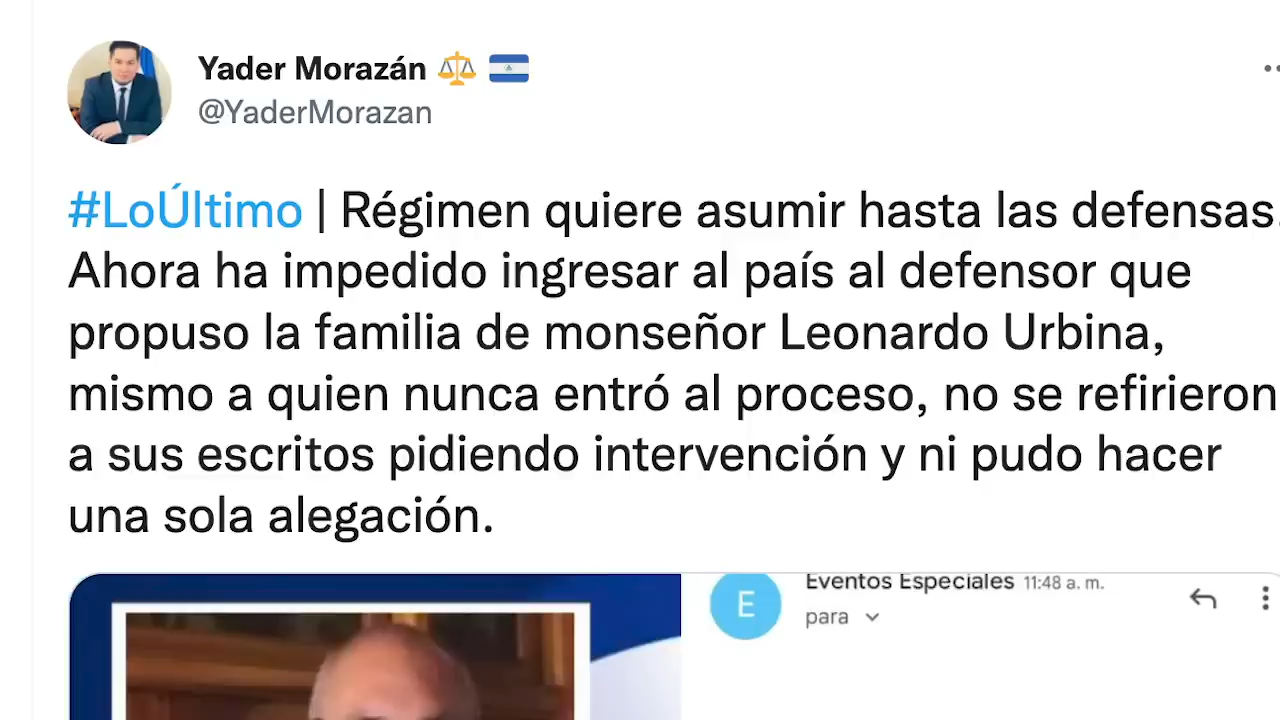 Yader Morazán
@YaderMorazan
#LoÚltimo | Régimen quiere asumir hasta las defensas.
Ahora ha impedido ingresar al país al defensor que
propuso la familia de monseñor Leonardo Urbina,
mismo a quien nunca entró al proceso, no se refirieron
a sus escritos pidiendo intervención y ni pudo hacer
una sola alegación.
E
Eventos Especiales 11:48 a. m.
para